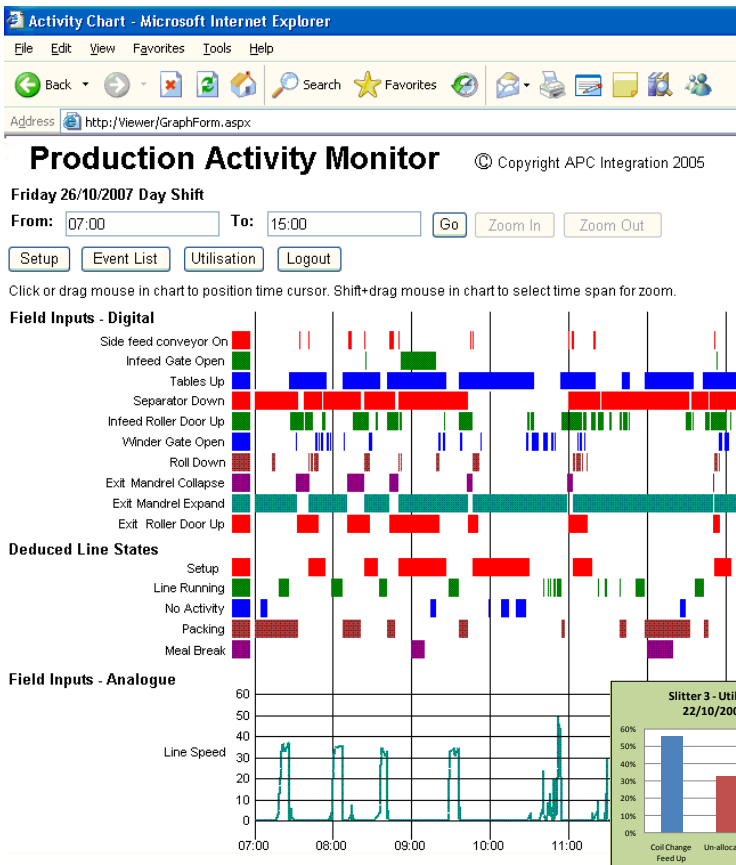 Activity Chart - Microsoft Internet Explorer
File Edit View Favorites Tools Help
Back Search Favorites
Address http://Viewer/GraphForm.aspx
Production Activity Monitor © Copyright APC Integration 2005
Friday 26/10/2007 Day Shift
From: 07:00 To: 15:00 Go Zoom In Zoom Out
Setup Event List Utilisation Logout
Click or drag mouse in chart to position time cursor. Shift+drag mouse in chart to select time span for zoom.
Field Inputs - Digital
Side feed conveyor On
Infeed Gate Open
Tables Up
Separator Down
Infeed Roller Door Up
Winder Gate Open
Roll Down
Exit Mandrel Collapse
Exit Mandrel Expand
Exit Roller Door Up
Deduced Line States
Setup
Line Running
No Activity
Packing
Meal Break
Field Inputs - Analogue
60
50
40
Line Speed 30
20
10
0
07:00 08:00 09:00 10:00 11:00
Slitter 3 - Util
22/10/200
60%
50%
40%
30%
20%
10%
0%
Coil Change Un-alloca
Feed Up